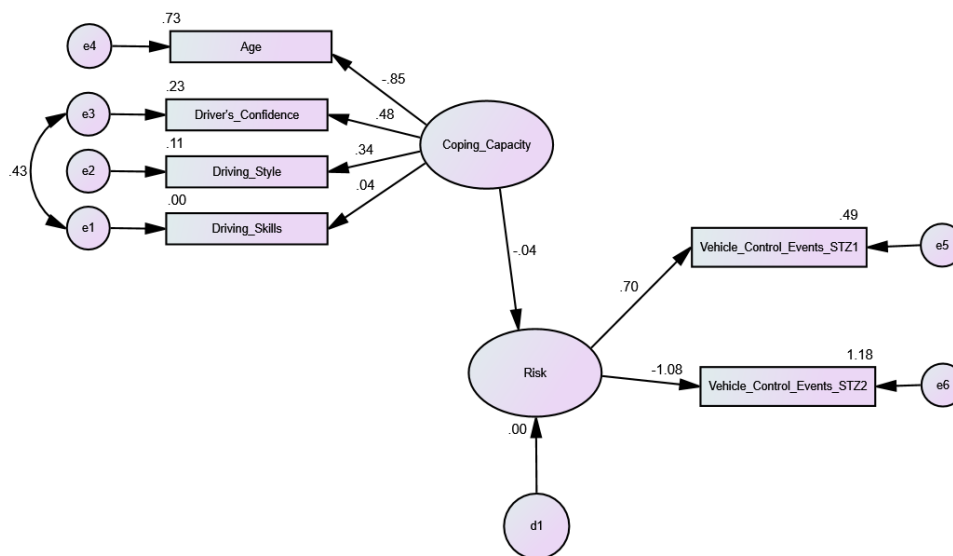 .73
e4
Age
-.85
.23
e3
Driver's_Confidence
.48
Coping_Capacity
.11
.43
e2
Driving_Style
.34
.00
.04
e1
Driving_Skills
.49
-.04
Vehicle_Control_Events_STZ1
e5
.70
1.18
Risk
-1.08
Vehicle_Control_Events_STZ2
e6
.00
d1